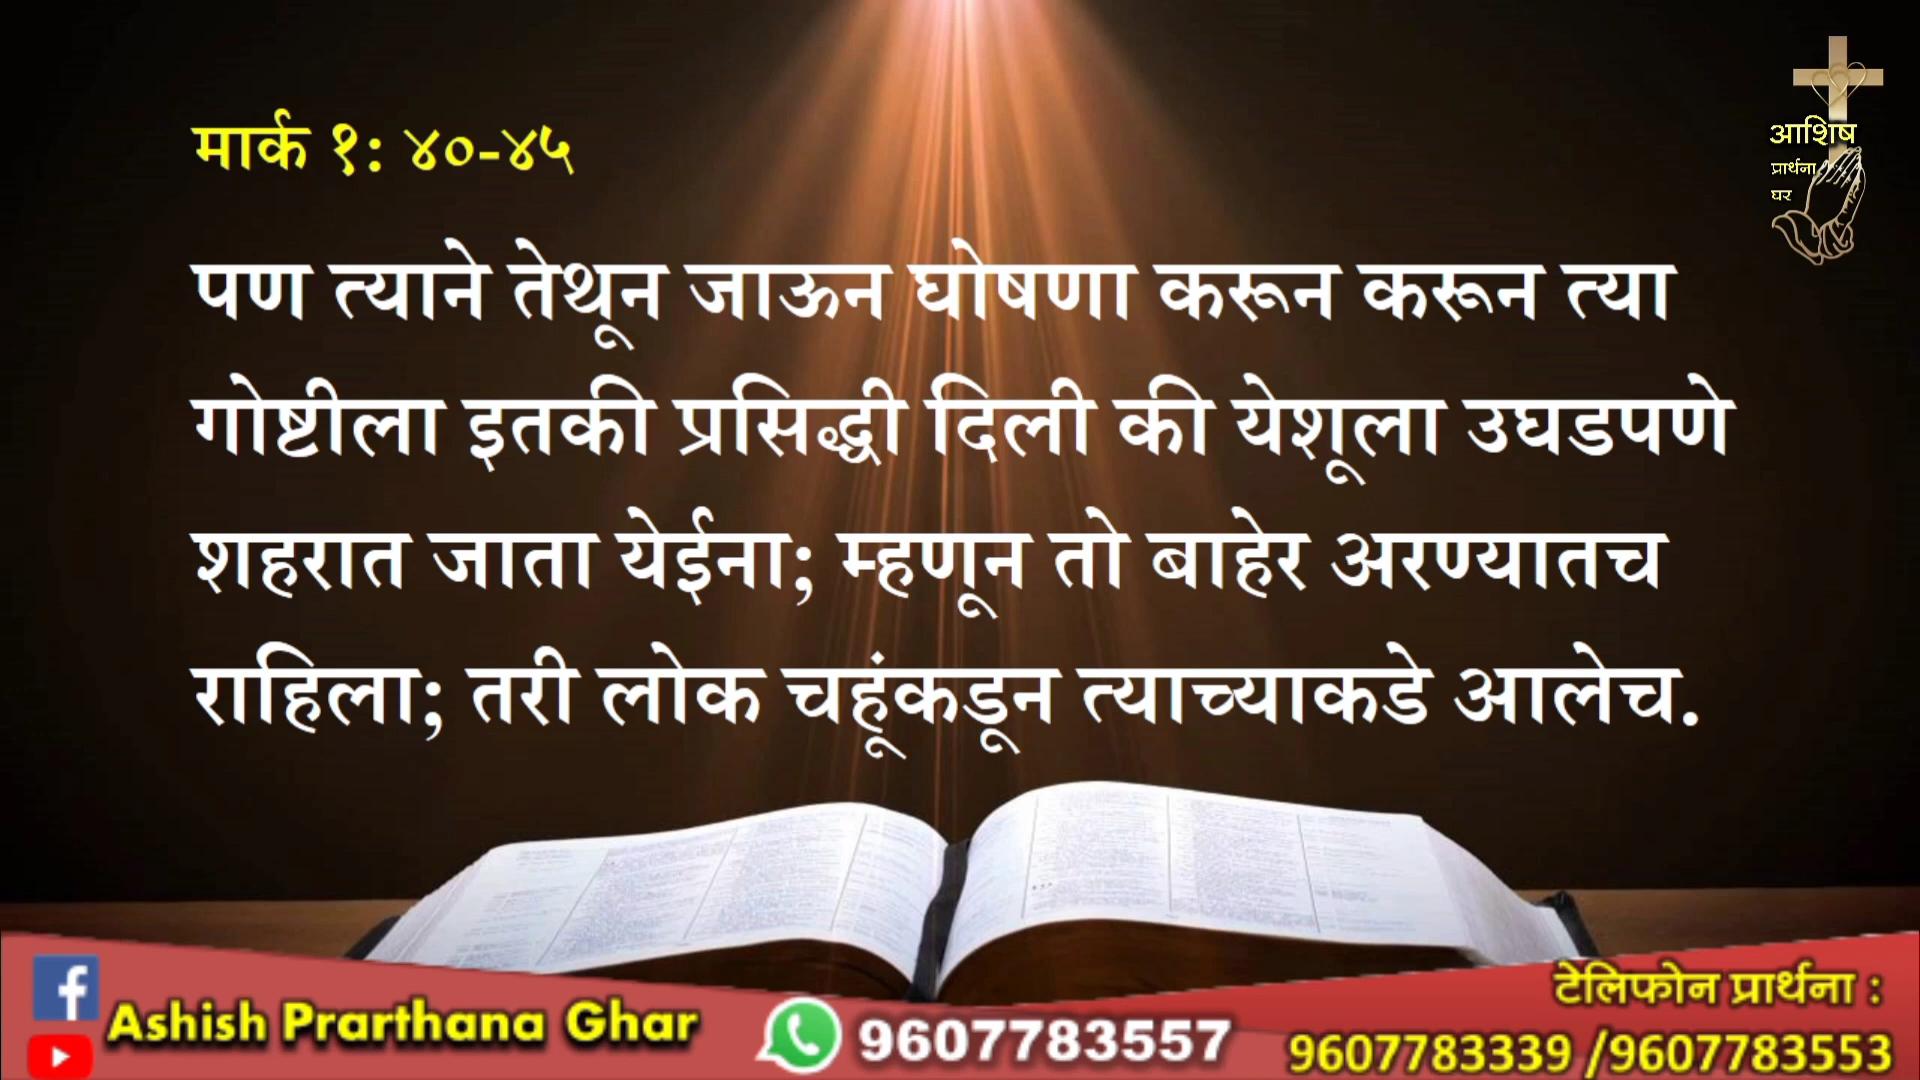 मार्क १: ४०-४५
आशिष
प्रार्थना
घर
पण त्याने तेथून जाऊन घोषणा करून करून त्या
गोष्टीला इतकी प्रसिद्धी दिली की येशूला उघडपणे
शहरात जाता येईना; म्हणून तो बाहेर अरण्यातच
राहिला; तरी लोक चहूंकडून त्याच्याकडे आलेच.
Ashish Prarthana Ghar
9607783557
टेलिफोन प्रार्थना :
9607783339 /9607783553